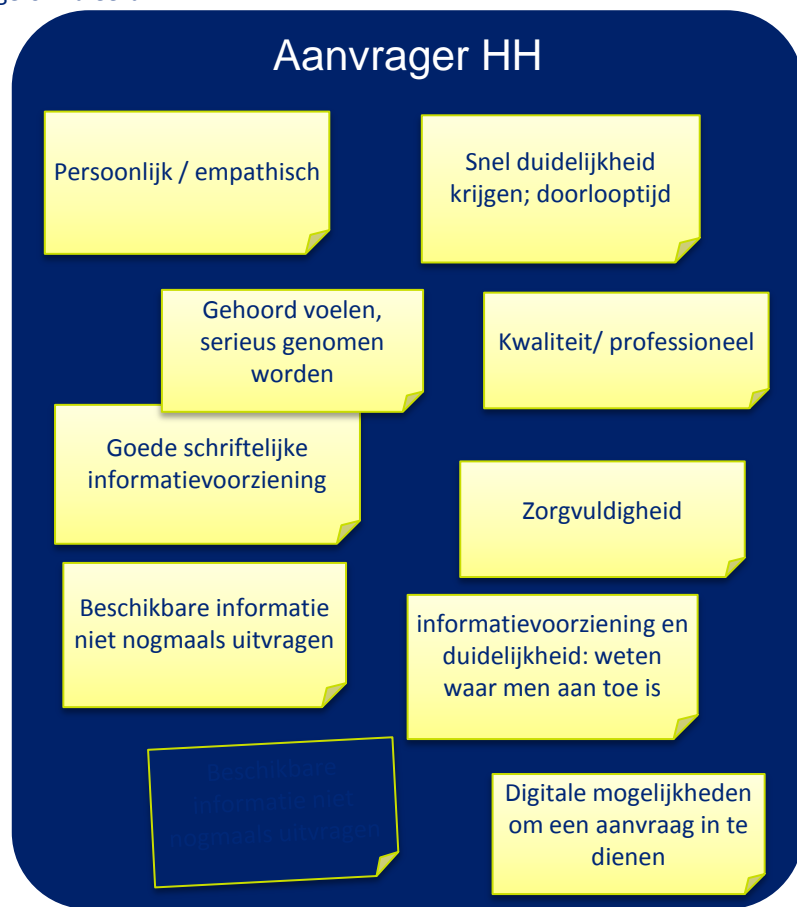 Aanvrager HH
Persoonlijk / empathisch
Snel duidelijkheid
krijgen; doorlooptijd
Gehoord voelen,
serieus genomen
worden
Kwaliteit/ professioneel
Goede schriftelijke
informatievoorziening
Zorgvuldigheid
Beschikbare informatie
niet nogmaals uitvragen
informatievoorziening en
duidelijkheid: weten
waar men aan toe is
Beschikbare
informatie niet
nogmaals uitvragen
Digitale mogelijkheden
om een aanvraag in te
dienen